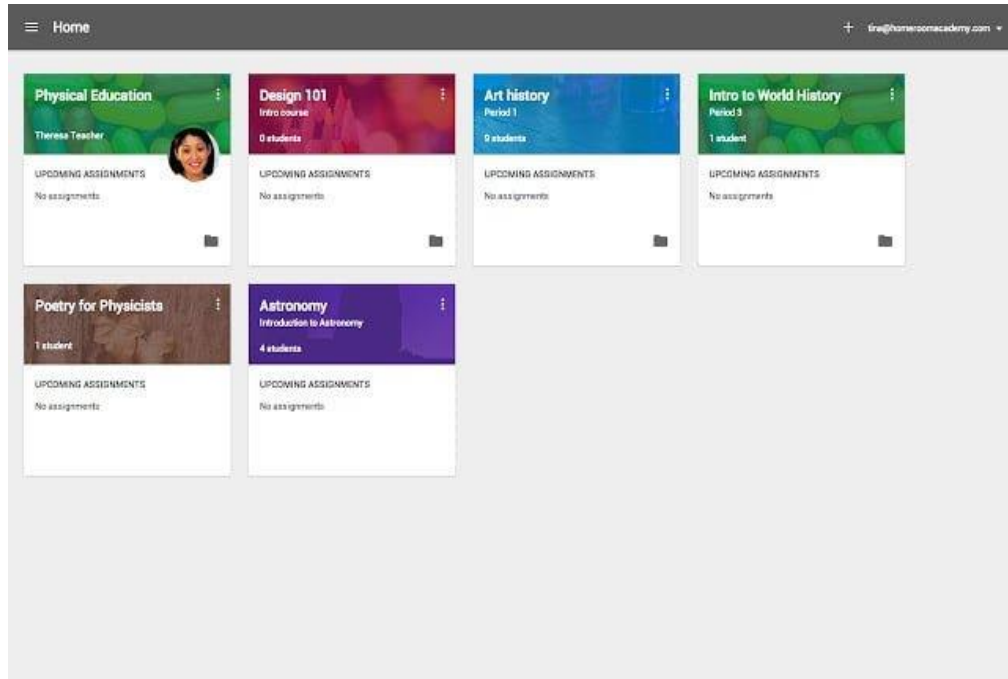 Home
+ tina@homeroomacademy.com
Physical Education
Theresa Teacher
UPCOMING ASSIGNMENTS
No assignments
Design 101
Intro course
0 students
UPCOMING ASSIGNMENTS
No assignments
Art history
Period 1
9 students
UPCOMING ASSIGNMENTS
No assignments
Intro to World History
Period 3
1 student
UPCOMING ASSIGNMENTS
No assignments
Poetry for Physicists
1 student
UPCOMING ASSIGNMENTS
No assignments
Astronomy
Introduction to Astronomy
4 students
UPCOMING ASSIGNMENTS
No assignments